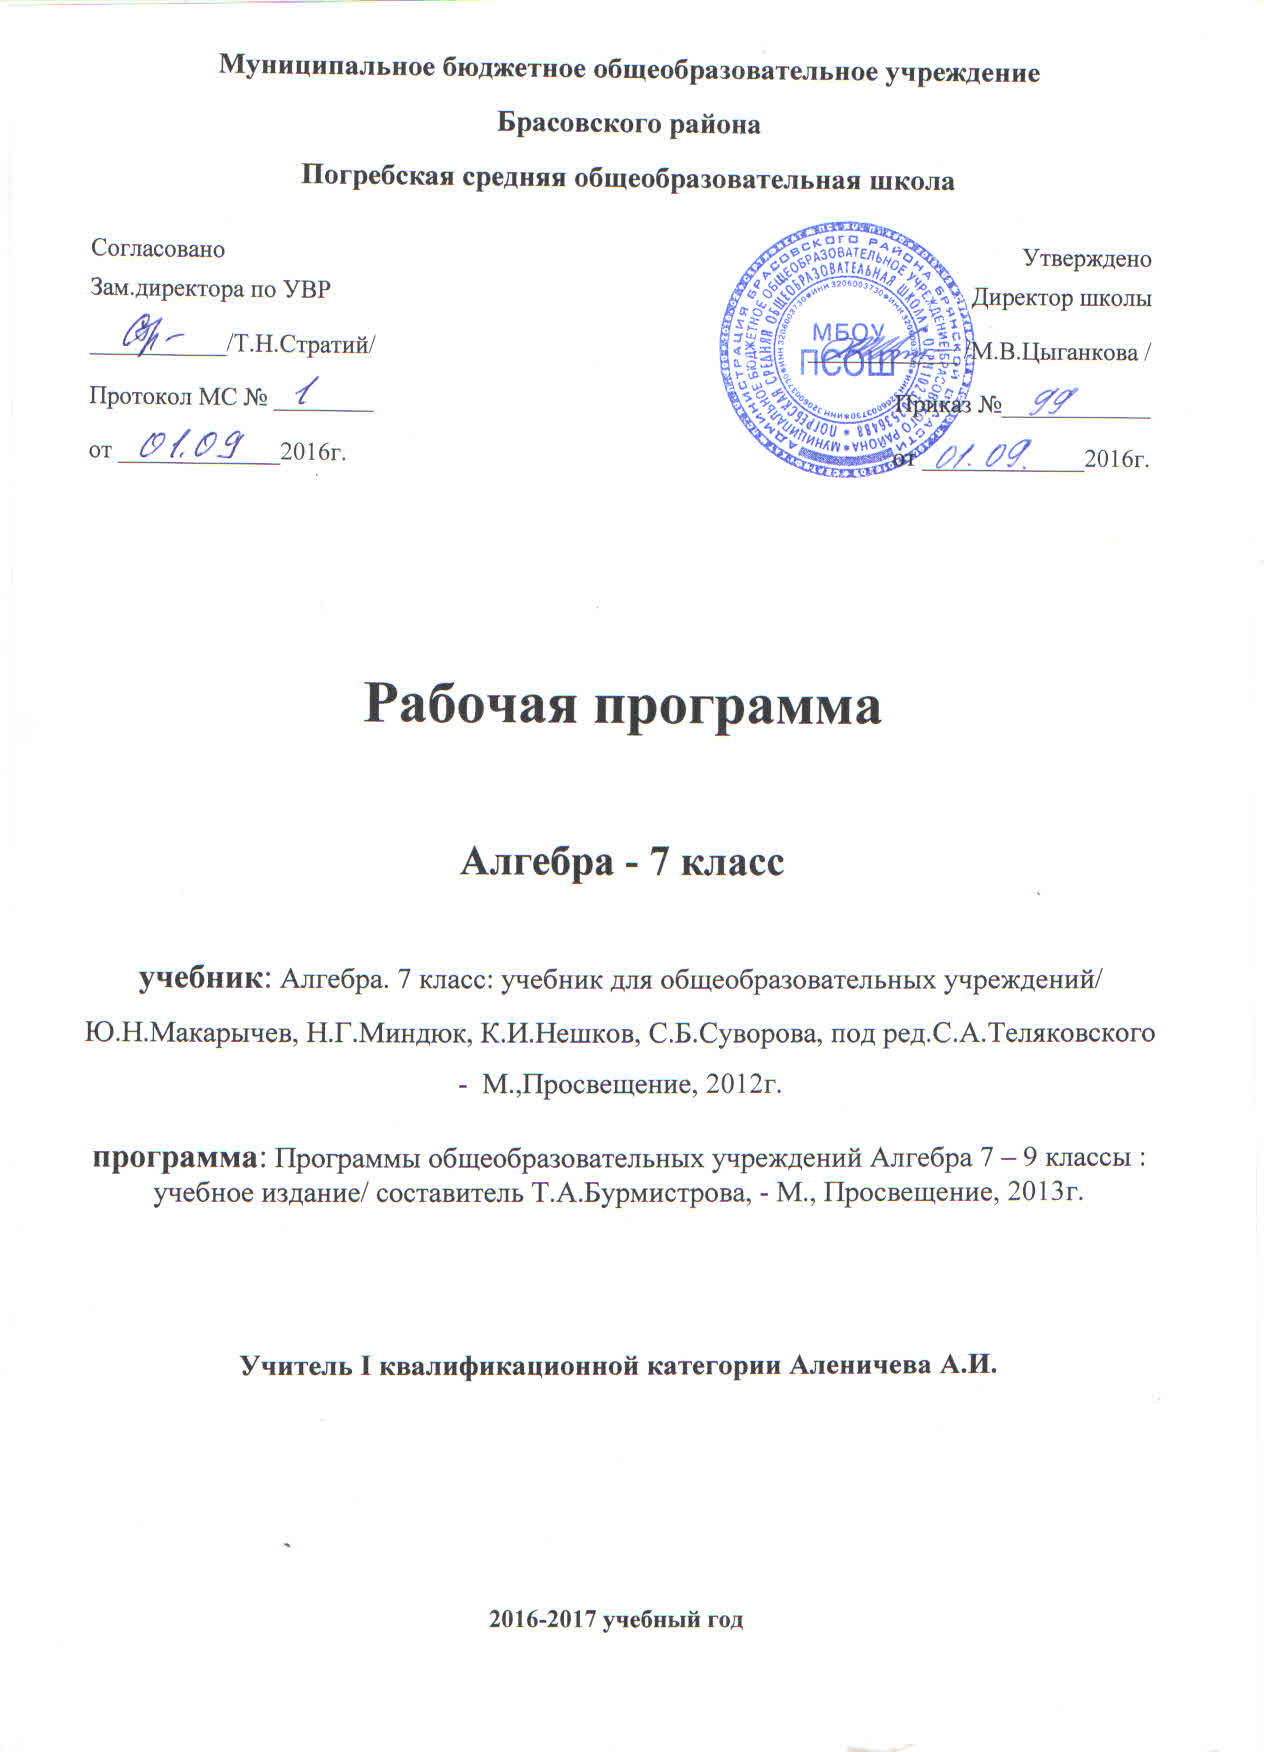 Муниципальное бюджетное общеобразовательное учреждение
Брасовского района
Погребская средняя общеобразовательная школа
Согласовано
Зам.директора по УВР
/Т.Н.Стратий/
Протокол МС № 1
от 01.09 2016г.
Утверждено
Директор школы
/М.В.Цыганкова /
Приказ № 99
от 01.09. 2016г.
МБОУ
ПСОШ
Рабочая программа
Алгебра - 7 класс
учебник: Алгебра. 7 класс: учебник для общеобразовательных учреждений/
Ю.Н.Макарычев, Н.Г.Миндюк, К.И.Нешков, С.Б.Суворова, под ред.С.А.Теляковского
- М.,Просвещение, 2012г.
программа: Программы общеобразовательных учреждений Алгебра 7 – 9 классы :
учебное издание/ составитель Т.А.Бурмистрова, - М., Просвещение, 2013г.
Учитель I квалификационной категории Аленичева А.И.
2016-2017 учебный год